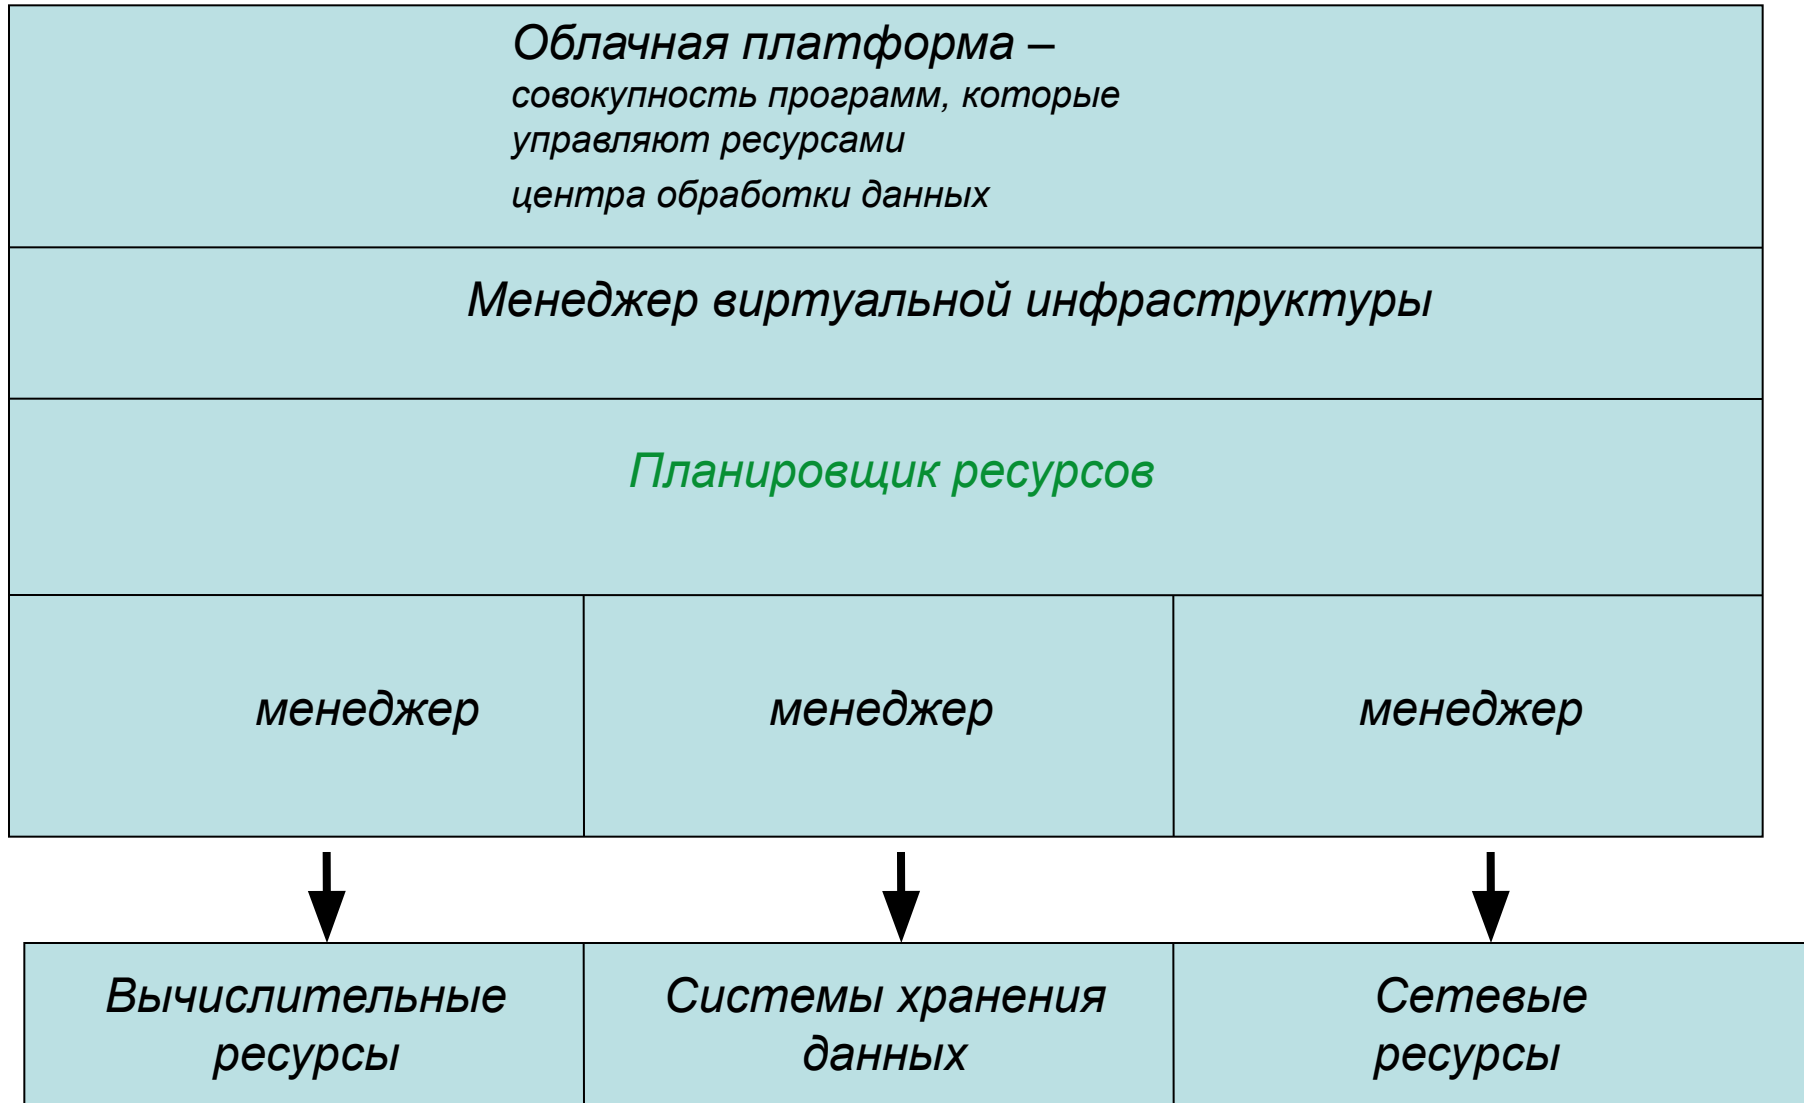 Облачная платформа –
совокупность программ, которые
управляют ресурсами
центра обработки данных
Менеджер виртуальной инфраструктуры
Планировщик ресурсов
менеджер
менеджер
менеджер
Вычислительные
ресурсы
Системы хранения
данных
Сетевые
ресурсы